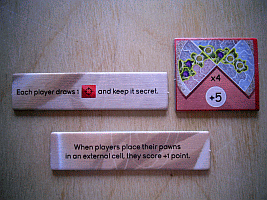 Each player draws 1 and keep it secret.
x4
+5
When players place their pawns
in an external cell, they score +1 point.